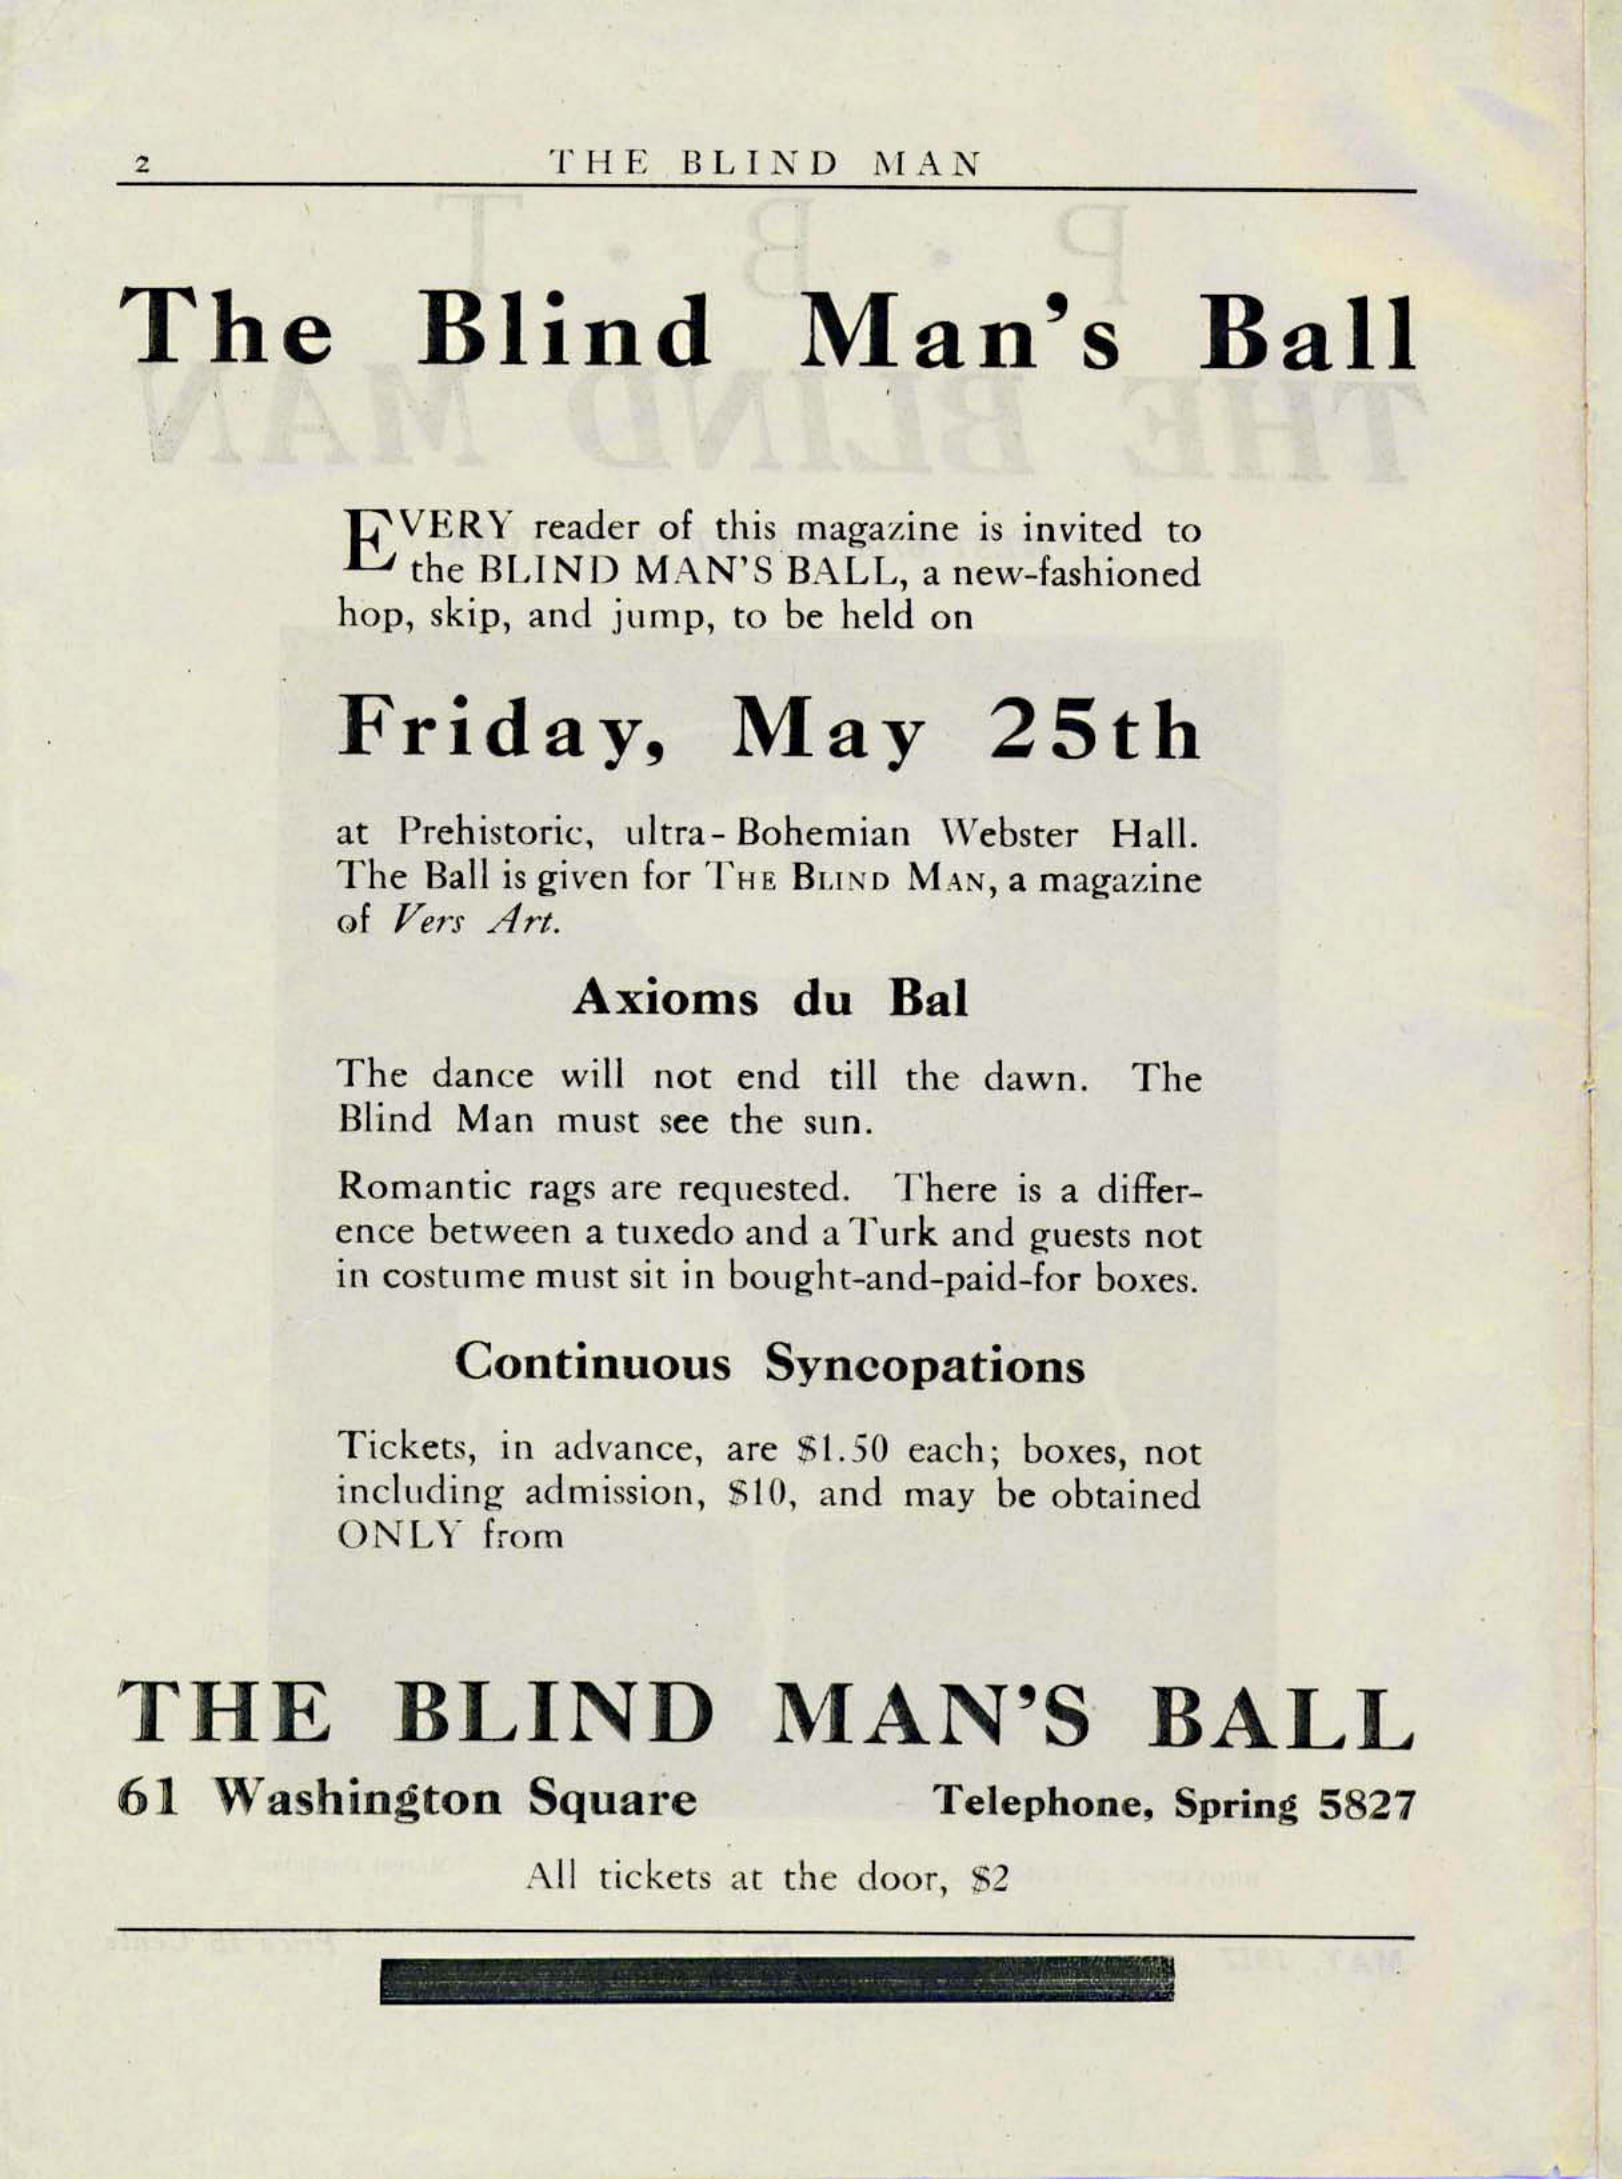 2
THE BLIND MAN
The Blind Man's Ball
EVERY reader of this magazine is invited to
the BLIND MAN'S BALL, a new-fashioned
hop, skip, and jump, to be held on
Friday, May 25th
at Prehistoric, ultra-Bohemian Webster Hall.
The Ball is given for THE BLIND MAN, a magazine
of Vers Art.
Axioms du Bal
The dance will not end till the dawn. The
Blind Man must see the sun.
Romantic rags are requested. There is a differ-
ence between a tuxedo and a Turk and guests not
in costume must sit in bought-and-paid-for boxes.
Continuous Syncopations
Tickets, in advance, are $1.50 each; boxes, not
including admission, $10, and may be obtained
ONLY from
THE BLIND MAN'S BALL
61 Washington Square
Telephone, Spring 5827
All tickets at the door, $2